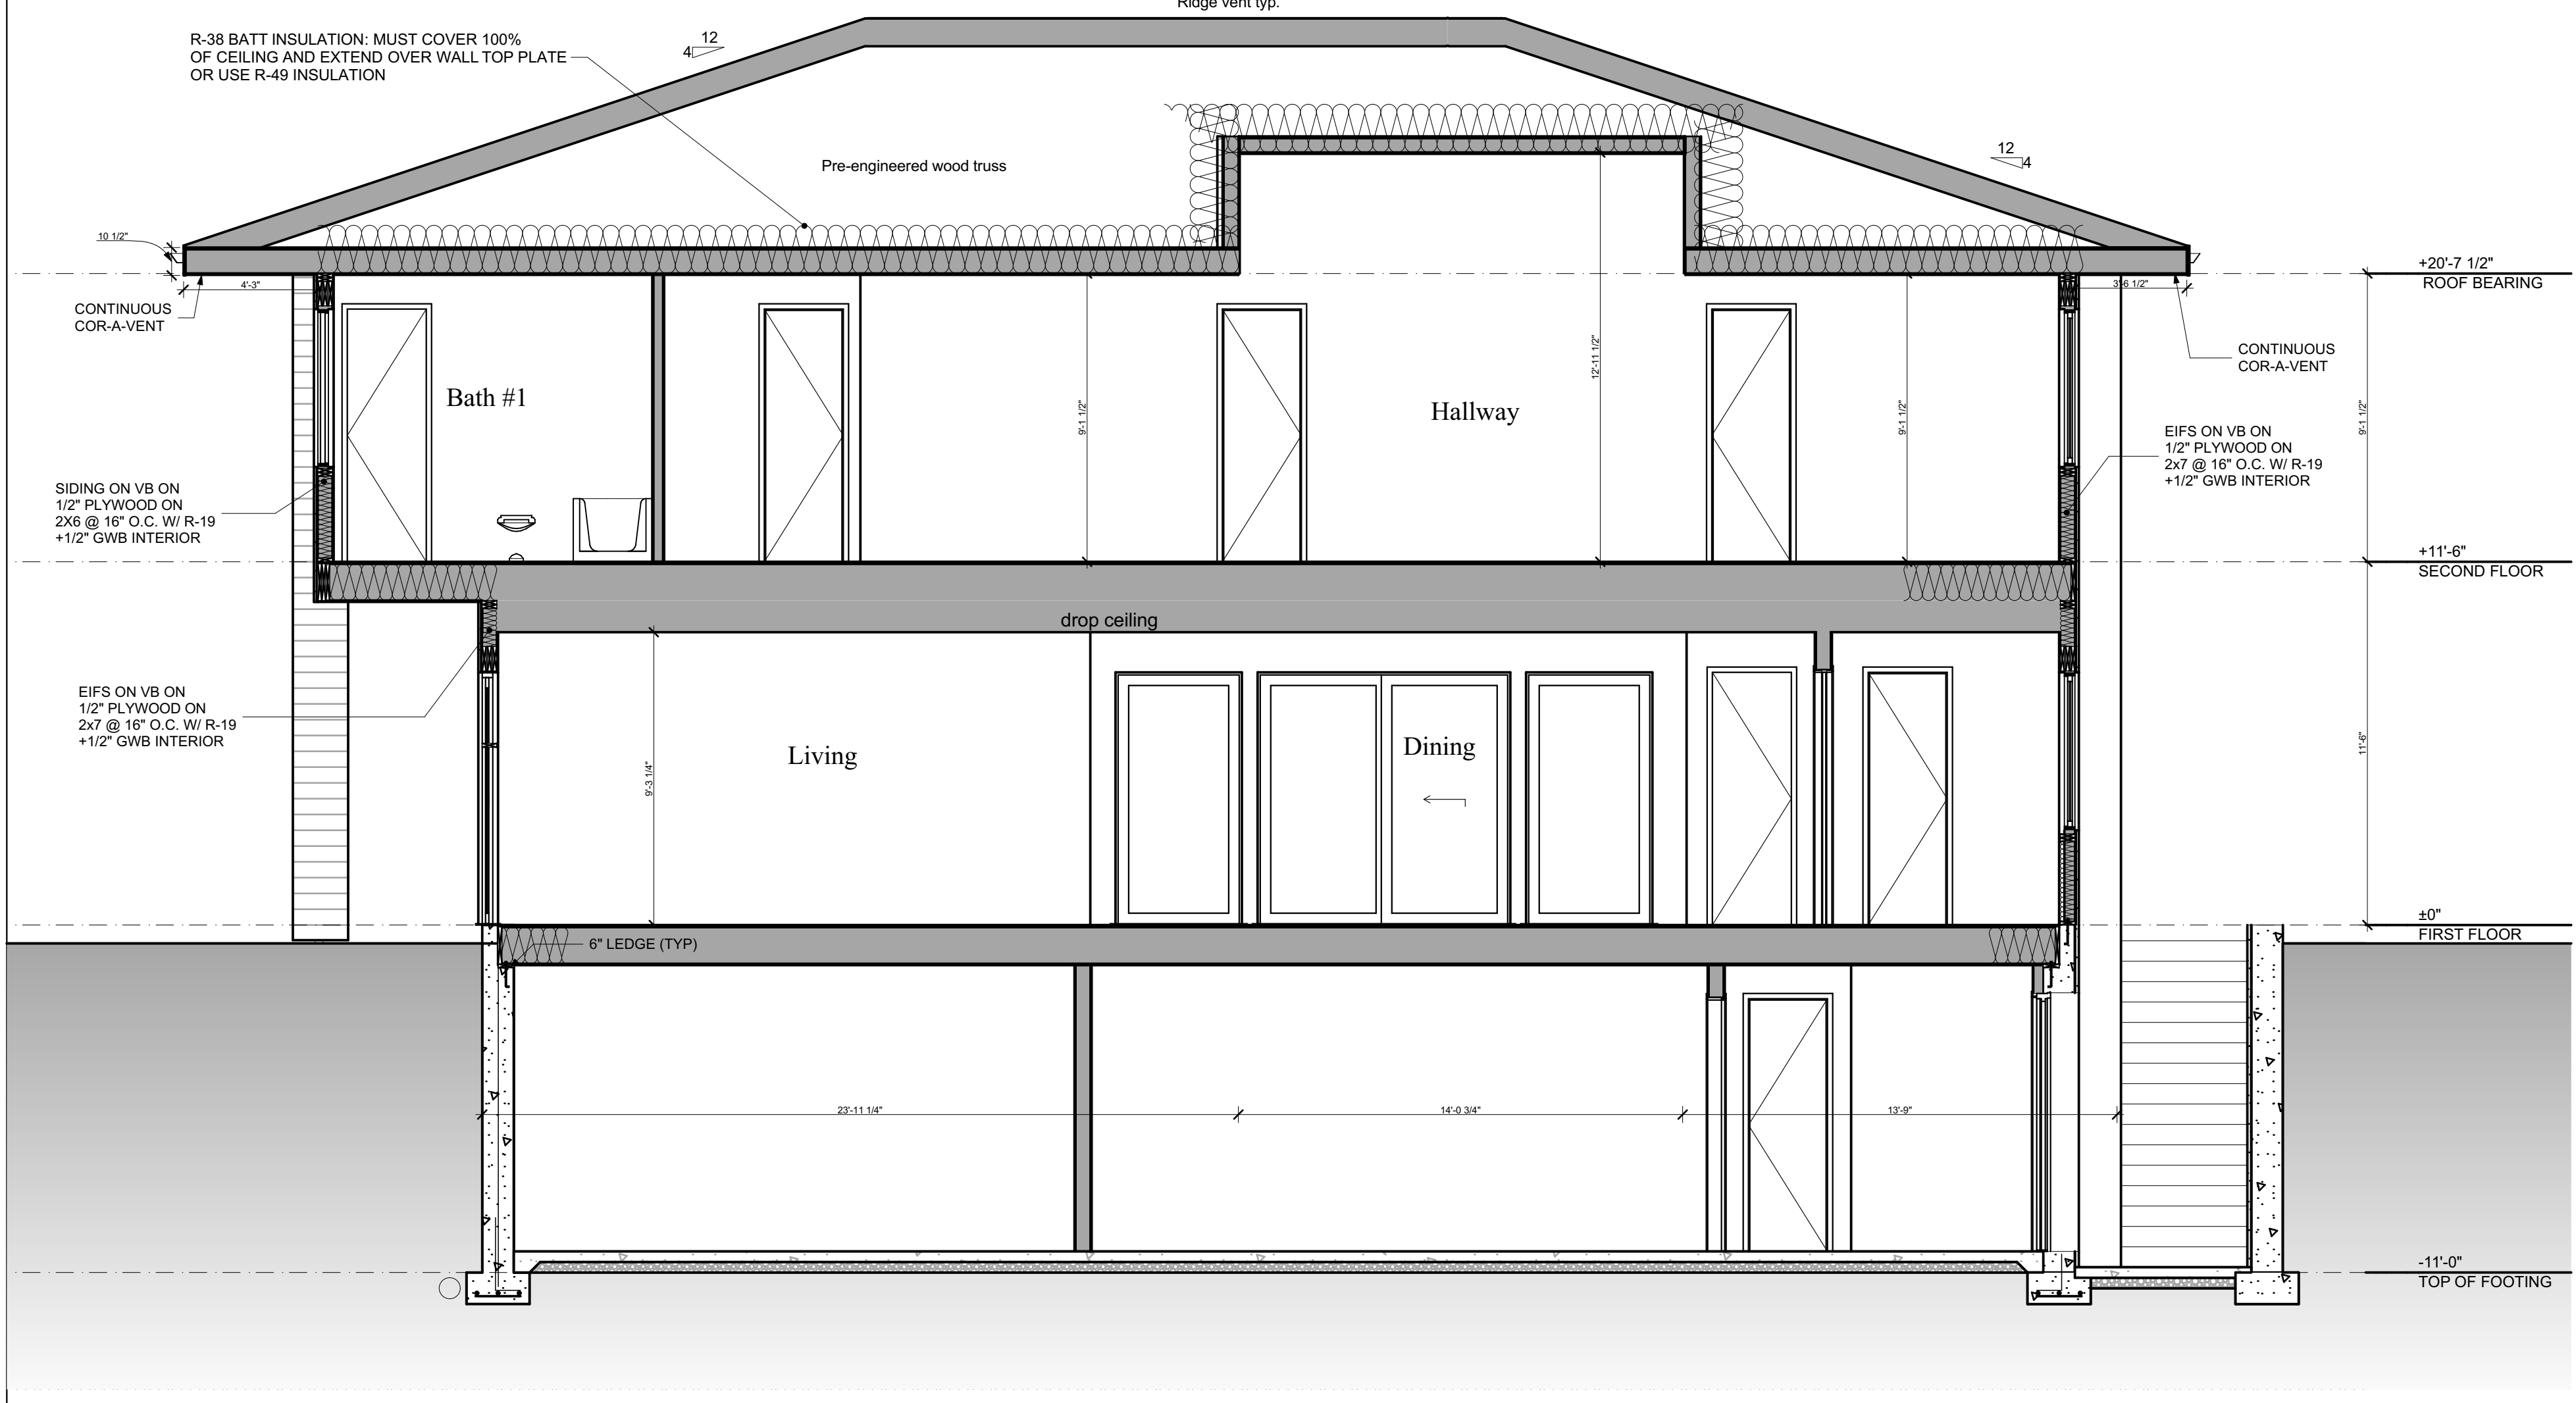 Ridge vent typ.
R-38 BATT INSULATION: MUST COVER 100%
OF CEILING AND EXTEND OVER WALL TOP PLATE
OR USE R-49 INSULATION
12
4
Pre-engineered wood truss
12
4
10 1/2"
4'-3"
CONTINUOUS
COR-A-VENT
+20'-7 1/2"
ROOF BEARING
3'-6 1/2"
CONTINUOUS
COR-A-VENT
Bath #1
9'-1 1/2"
12'-11 1/2"
Hallway
9'-1 1/2"
9'-1 1/2"
EIFS ON VB ON
1/2" PLYWOOD ON
2x7 @ 16" O.C. W/ R-19
+1/2" GWB INTERIOR
SIDING ON VB ON
1/2" PLYWOOD ON
2X6 @ 16" O.C. W/ R-19
+1/2" GWB INTERIOR
+11'-6"
SECOND FLOOR
drop ceiling
EIFS ON VB ON
1/2" PLYWOOD ON
2x7 @ 16" O.C. W/ R-19
+1/2" GWB INTERIOR
9'-3 1/4"
Living
Dining
11'-6"
±0"
FIRST FLOOR
6" LEDGE (TYP)
23'-11 1/4"
14'-0 3/4"
13'-9"
-11'-0"
TOP OF FOOTING